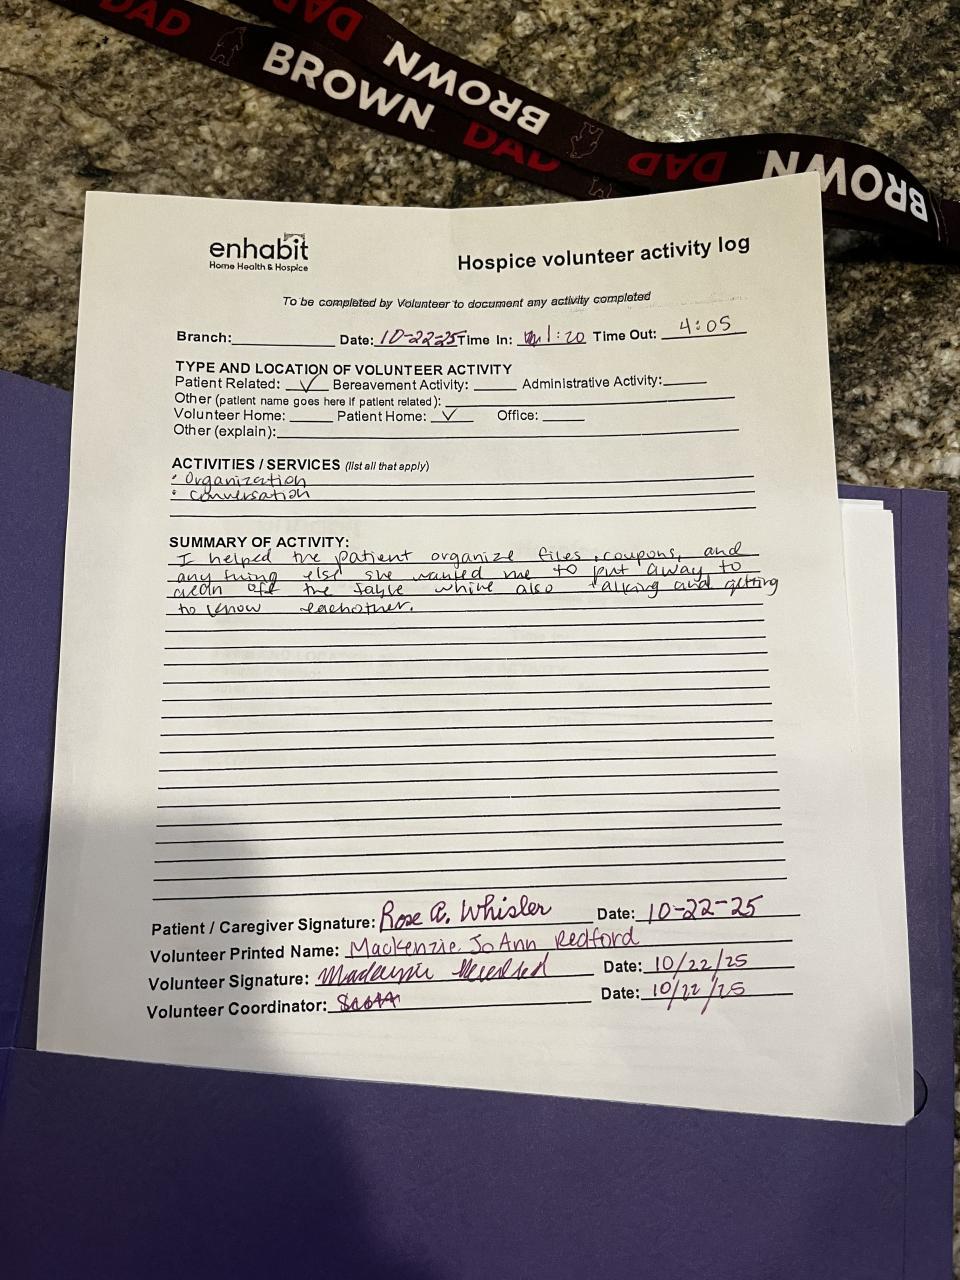 DAD
DAD
BROWN
BROWN
DAD
DAD
BROWN
enhabit
Home Health & Hospice
Hospice volunteer activity log
To be completed by Volunteer to document any activity completed
Branch: Date: 10-22-25 Time In: 1:20 Time Out: 4:05
TYPE AND LOCATION OF VOLUNTEER ACTIVITY
Patient Related: ✓ Bereavement Activity: Administrative Activity:
Other (patient name goes here if patient related):
Volunteer Home: Patient Home: ✓ Office:
Other (explain):
ACTIVITIES / SERVICES (list all that apply)
• Organization
• conversation
SUMMARY OF ACTIVITY:
I helped the patient organize files, coupons, and
anything else she wanted me to put away to
clean off the table while also talking and getting
to know eachother.
Patient / Caregiver Signature: Rose A. Whisler Date: 10-22-25
Volunteer Printed Name: Mackenzie JoAnn Redford
Volunteer Signature: Mackenzie Redford Date: 10/22/25
Volunteer Coordinator: Date: 10/22/25